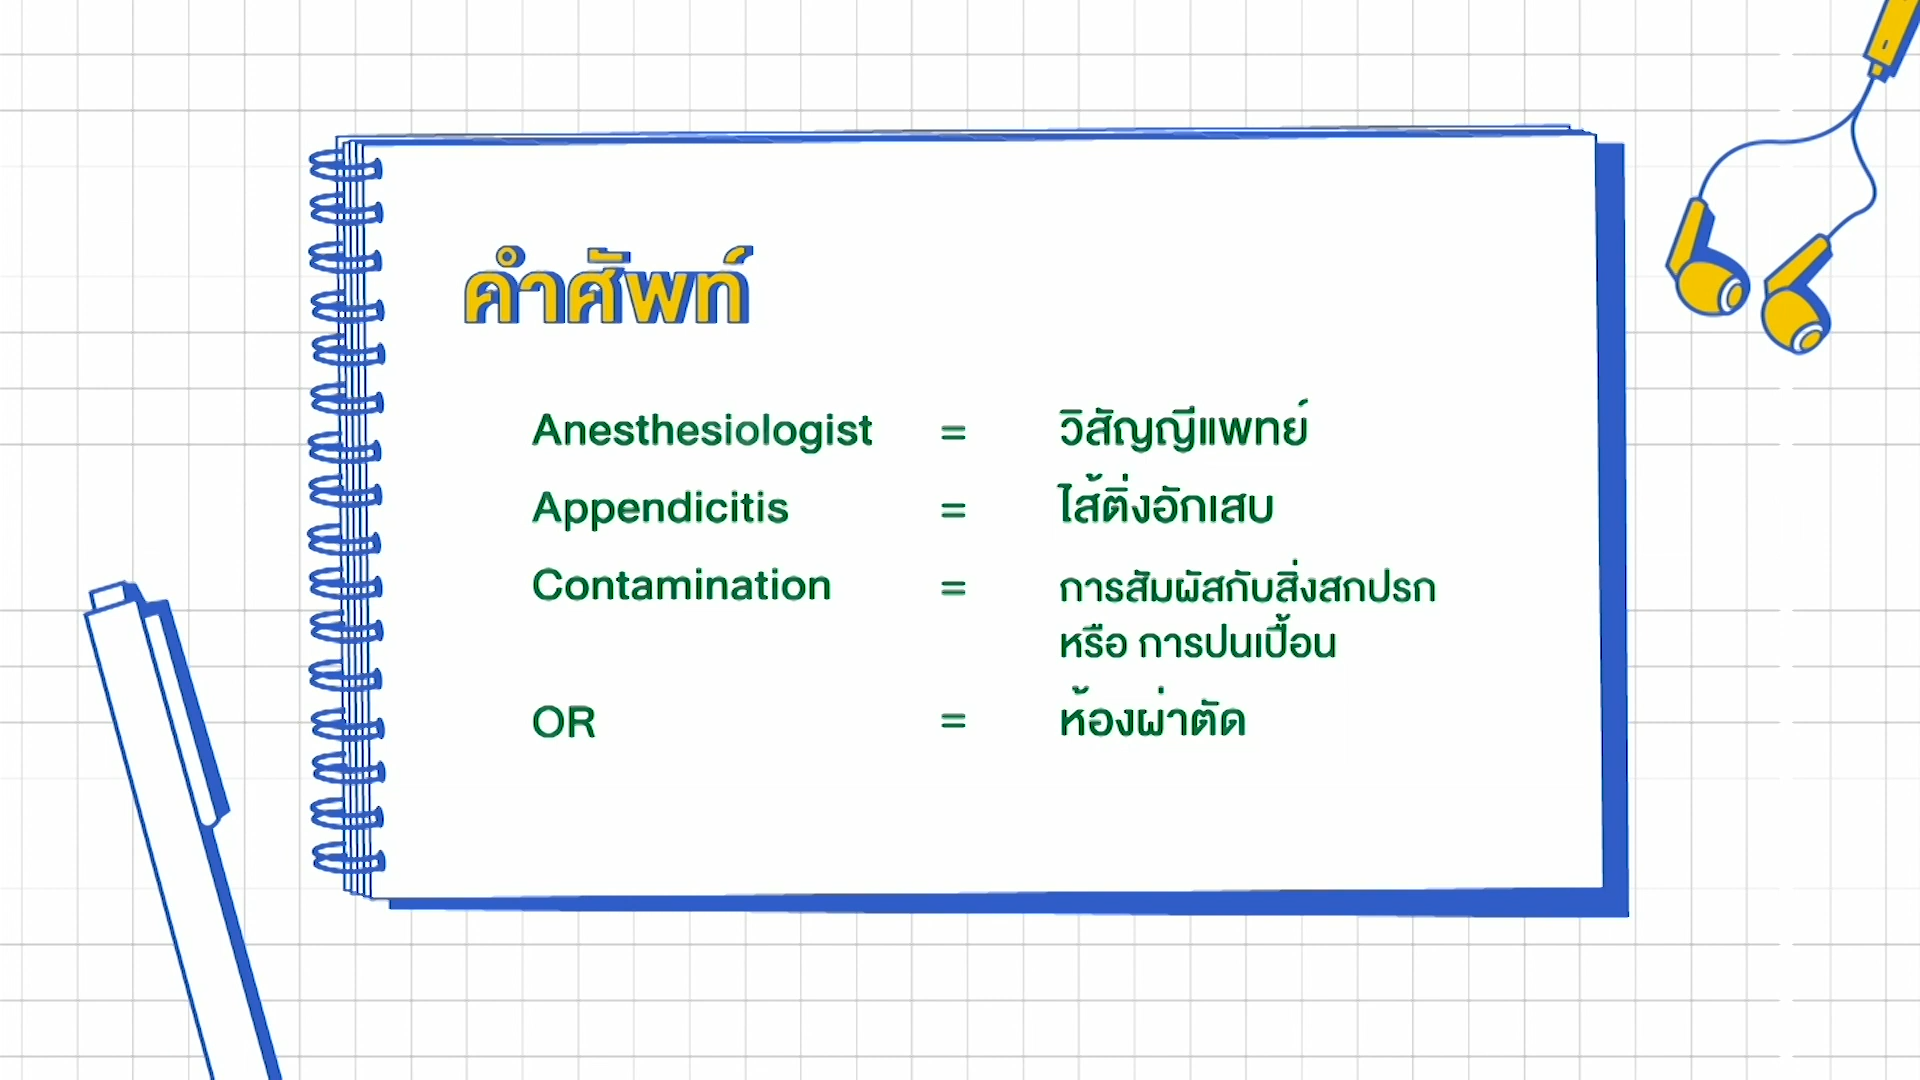 คำศัพท์
Anesthesiologist = วิสัญญีแพทย์
Appendicitis = ไส้ติ่งอักเสบ
Contamination = การสัมผัสกับสิ่งสกปรก
หรือ การปนเปื้อน
OR = ห้องผ่าตัด